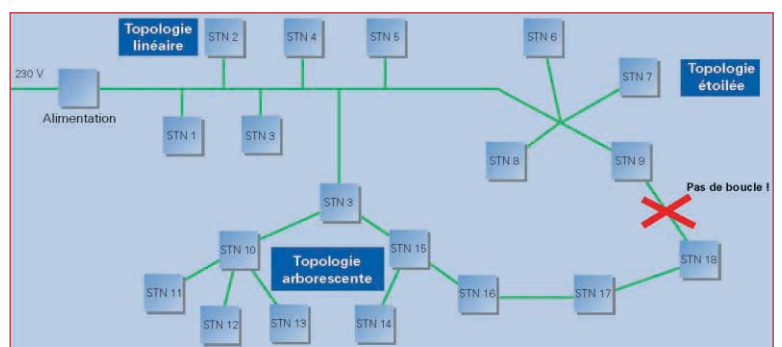 Topologie
linéaire
STN 2
STN 4
STN 5
STN 6
STN 7
Topologie
étoilée
230 V
Alimentation
STN 1
STN 3
STN 8
STN 9
Pas de boucle !
STN 3
STN 10
Topologie
arborescente
STN 15
STN 18
STN 11
STN 12
STN 13
STN 14
STN 16
STN 17